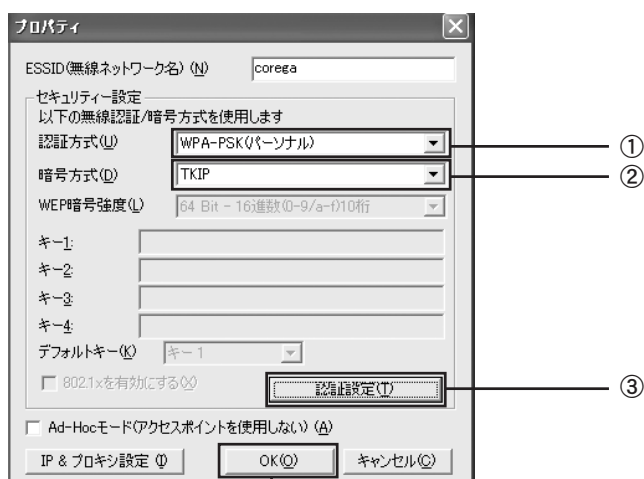 プロパティ
ESSID(無線ネットワーク名) (N) corega
セキュリティー設定
以下の無線認証/暗号方式を使用します
認証方式(U) WPA-PSK(パーソナル) ①
暗号方式(D) TKIP ②
WEP暗号強度(L) 64 Bit - 16進数(0-9/a-f)10桁
キー1:
キー2:
キー3:
キー4:
デフォルトキー(K) キー 1
802.1xを有効にする(X) 認証設定(T) ③
Ad-Hocモード(アクセスポイントを使用しない) (A)
IP & プロキシ設定 (I) OK(O) キャンセル(C)